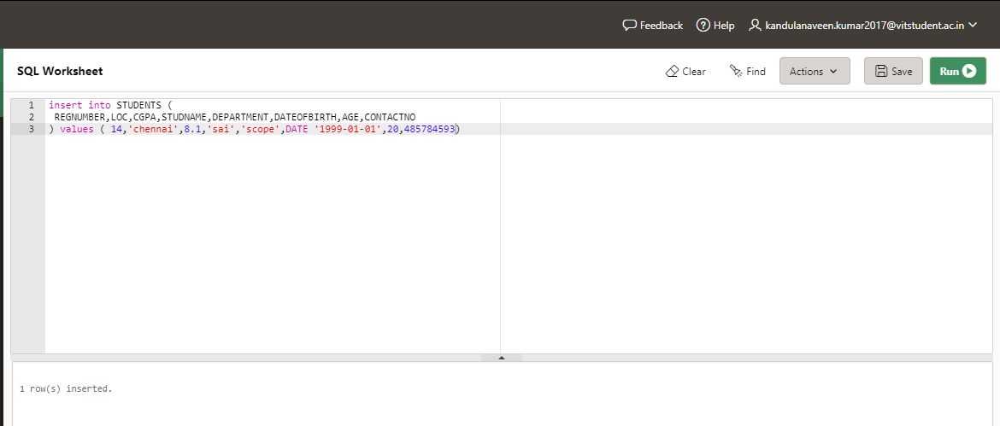 Feedback Help kandulanaveen.kumar2017@vitstudent.ac.in
SQL Worksheet Clear Find Actions Save Run
1 insert into STUDENTS (
2 REGNUMBER,LOC,CGPA,STUDNAME,DEPARTMENT,DATEOFBIRTH,AGE,CONTACTNO
3 ) values ( 14,'chennai',8.1,'sai','scope',DATE '1999-01-01',20,485784593)
1 row(s) inserted.